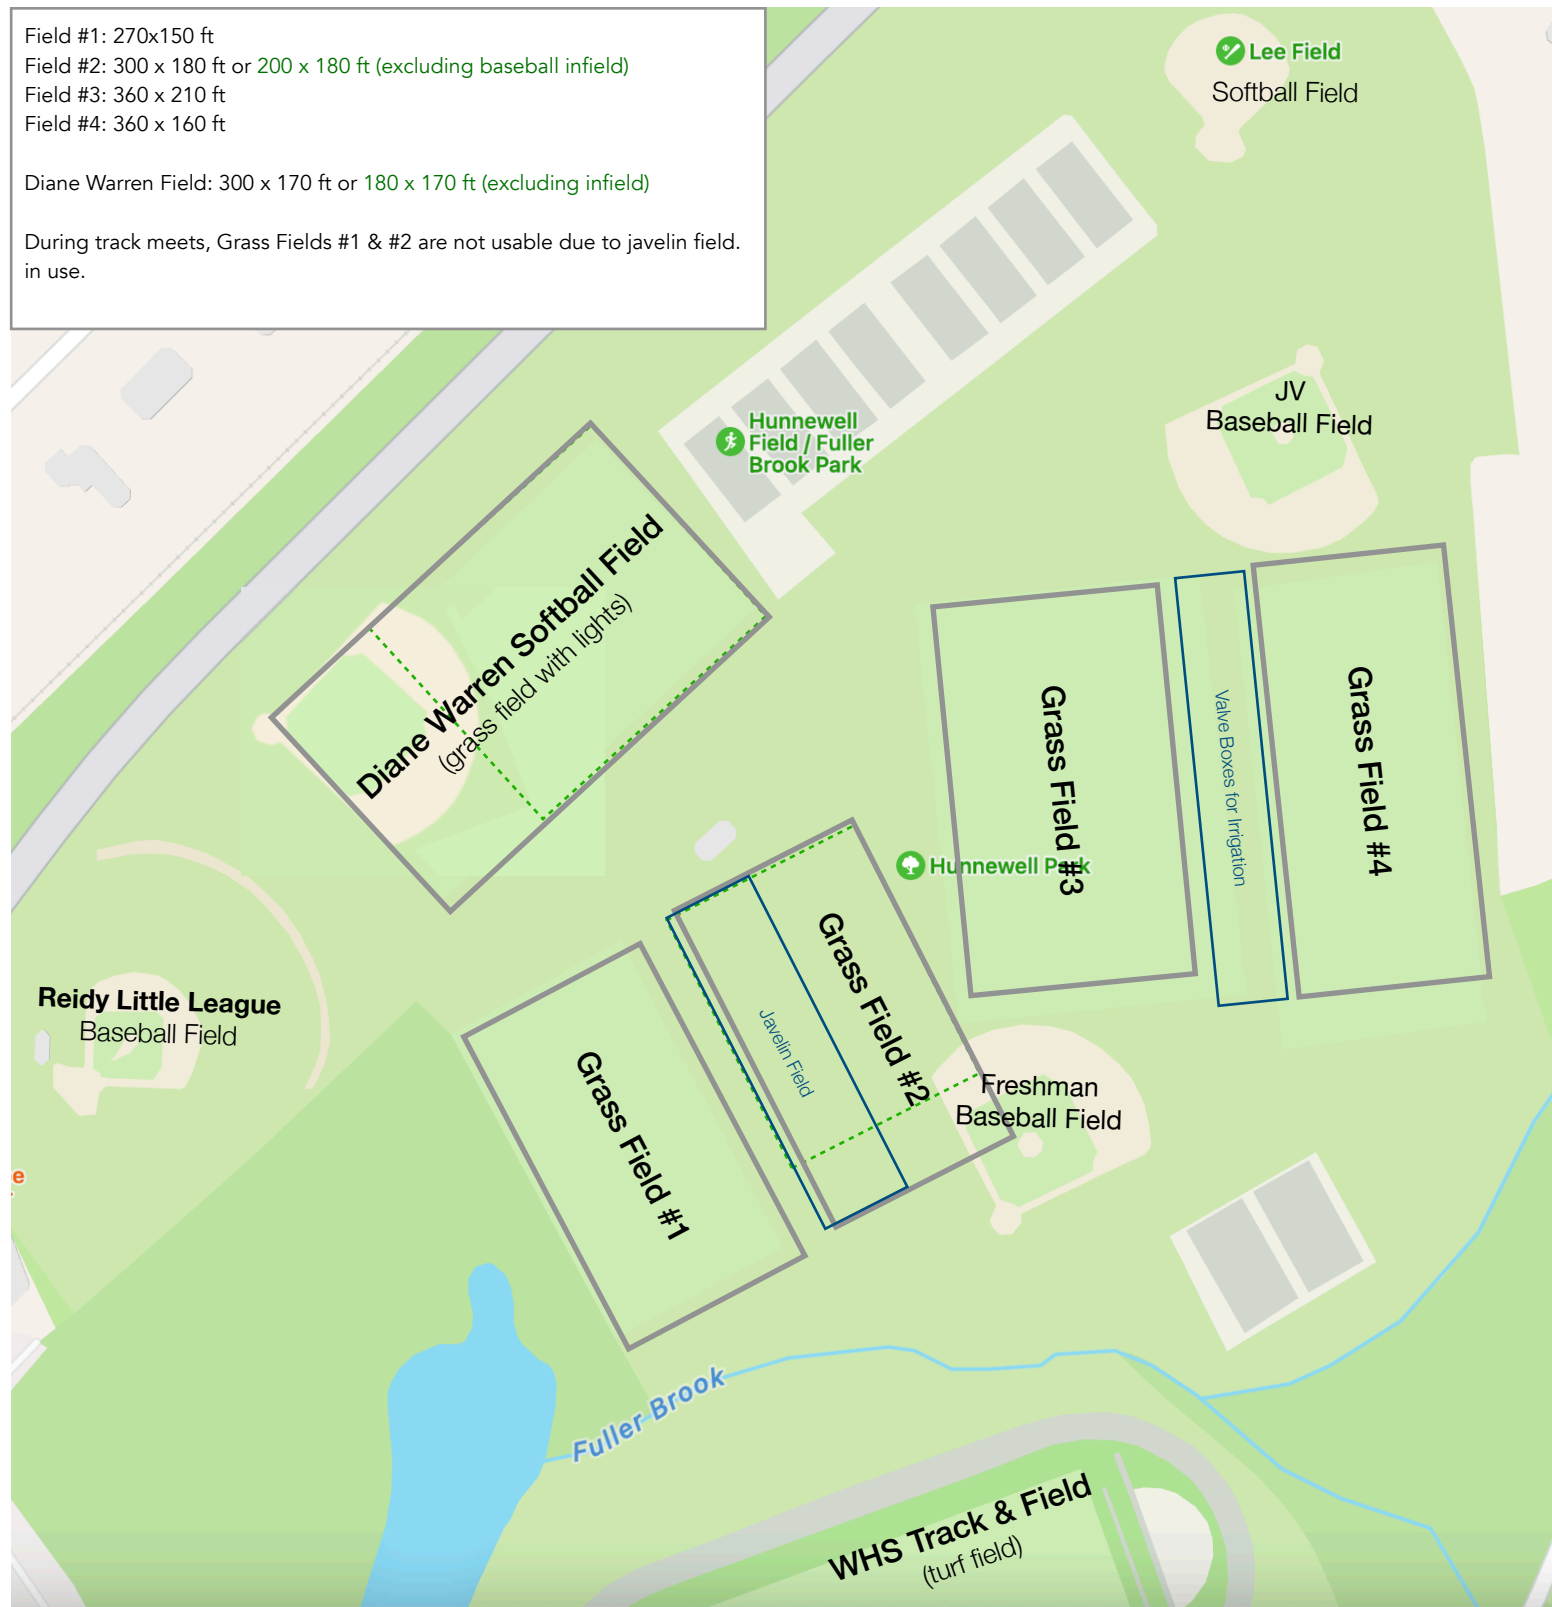 Field #1: 270x150 ft
Field #2: 300 x 180 ft or 200 x 180 ft (excluding baseball infield)
Field #3: 360 x 210 ft
Field #4: 360 x 160 ft
Diane Warren Field: 300 x 170 ft or 180 x 170 ft (excluding infield)
During track meets, Grass Fields #1 & #2 are not usable due to javelin field.
in use.
Lee Field
Softball Field
JV
Baseball Field
Hunnewell
Field / Fuller
Brook Park
Diane Warren Softball Field
(grass field with lights)
Grass Field #3
Valve Boxes for Irrigation
Grass Field #4
Hunnewell Park
Grass Field #2
Javelin Field
Grass Field #1
Reidy Little League
Baseball Field
Freshman
Baseball Field
e
Fuller Brook
WHS Track & Field
(turf field)